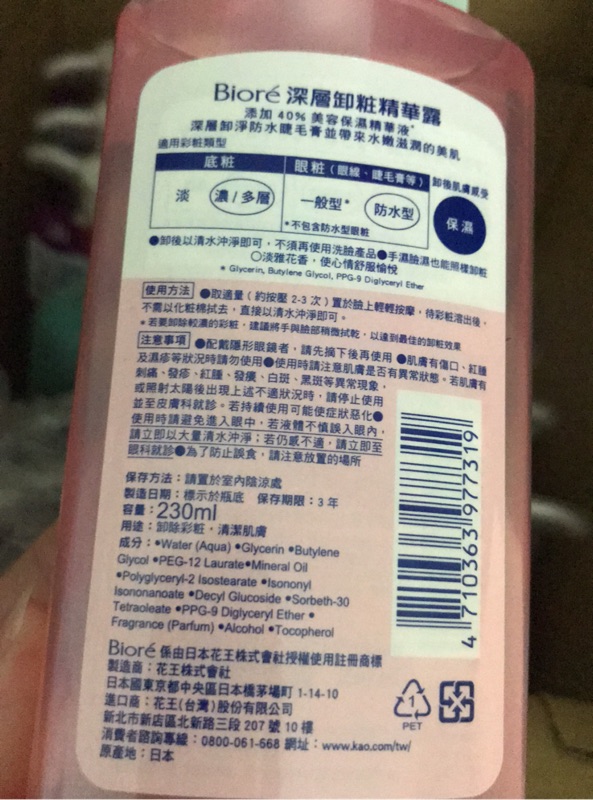 Bioré 深層卸粧精華露
添加 40% 美容保濕精華液*
深層卸淨防水睫毛膏並帶來水嫩滋潤的美肌
適用彩粧類型
底粧 眼粧（眼線、睫毛膏等） 卸後肌膚感受
淡 濃/多層 一般型* 防水型 保濕
*不包含防水型眼粧
●卸後以清水沖淨即可，不須再使用洗臉產品●手濕臉濕也能照樣卸粧
○淡雅花香，使心情舒服愉悅
* Glycerin, Butylene Glycol, PPG-9 Diglyceryl Ether
使用方法 ●取適量（約按壓 2-3 次）置於臉上輕輕按摩，待彩粧溶出後，
不需以化粧棉拭去，直接以清水沖淨即可。
*若要卸除較濃的彩粧，建議將手與臉部稍微拭乾，以達到最佳的卸粧效果
注意事項 ●配戴隱形眼鏡者，請先摘下後再使用 ●肌膚有傷口、紅腫
及濕疹等狀況時請勿使用●使用時請注意肌膚是否有異常狀態。若肌膚有
刺痛、發疹、紅腫、發癢、白斑、黑斑等異常現象，
或照射太陽後出現上述不適狀況時，請停止使用
並至皮膚科就診。若持續使用可能使症狀惡化●
使用時請避免進入眼中，若液體不慎誤入眼內，
請立即以大量清水沖淨；若仍感不適，請立即至
眼科就診●為了防止誤食，請注意放置的場所
保存方法：請置於室內陰涼處
製造日期：標示於瓶底 保存期限：3 年
容量：230ml
用途：卸除彩粧，清潔肌膚
成分：•Water (Aqua) •Glycerin •Butylene
Glycol •PEG-12 Laurate•Mineral Oil
•Polyglyceryl-2 Isostearate •Isononyl
Isononanoate •Decyl Glucoside •Sorbeth-30
Tetraoleate •PPG-9 Diglyceryl Ether •
Fragrance (Parfum) •Alcohol •Tocopherol
4 710363 977319
Bioré 係由日本花王株式會社授權使用註冊商標
製造商：花王株式會社
日本國東京都中央區日本橋茅場町 1-14-10
進口商：花王(台灣)股份有限公司
新北市新店區北新路三段 207 號 10 樓
消費者諮詢專線：0800-061-668 網址：www.kao.com/tw/
原產地：日本
1
PET